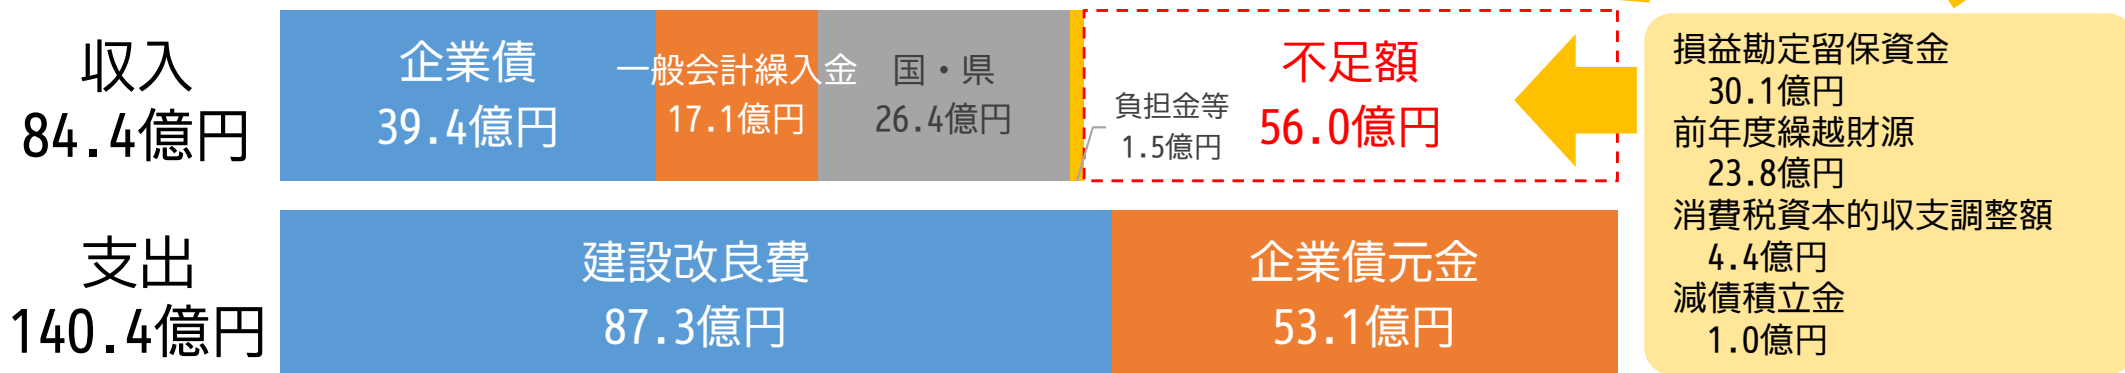 収入
84.4億円
企業債
39.4億円
一般会計繰入金
17.1億円
国・県
26.4億円
負担金等
1.5億円
不足額
56.0億円
損益勘定留保資金
30.1億円
前年度繰越財源
23.8億円
消費税資本的収支調整額
4.4億円
減債積立金
1.0億円
支出
140.4億円
建設改良費
87.3億円
企業債元金
53.1億円